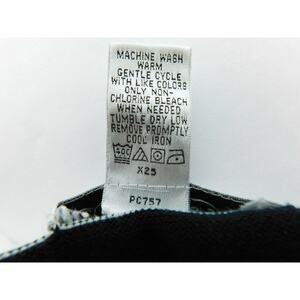 MACHINE WASH
WARM
GENTLE CYCLE
WITH LIKE COLORS
ONLY NON-
CHLORINE BLEACH
WHEN NEEDED
TUMBLE DRY LOW
REMOVE PROMPTLY
COOL IRON
X25
PC757